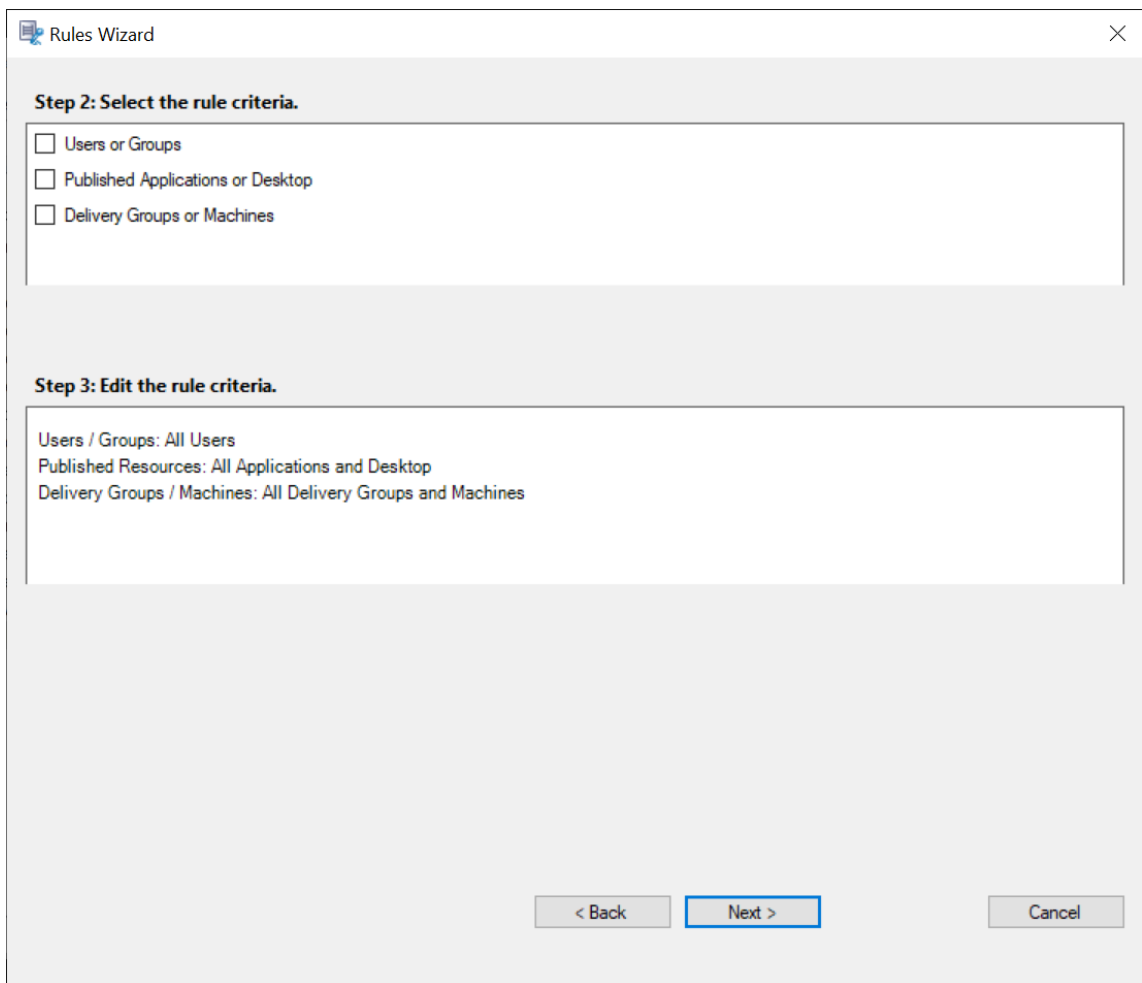 Rules Wizard
Step 2: Select the rule criteria.
Users or Groups
Published Applications or Desktop
Delivery Groups or Machines
Step 3: Edit the rule criteria.
Users / Groups: All Users
Published Resources: All Applications and Desktop
Delivery Groups / Machines: All Delivery Groups and Machines
< Back
Next >
Cancel